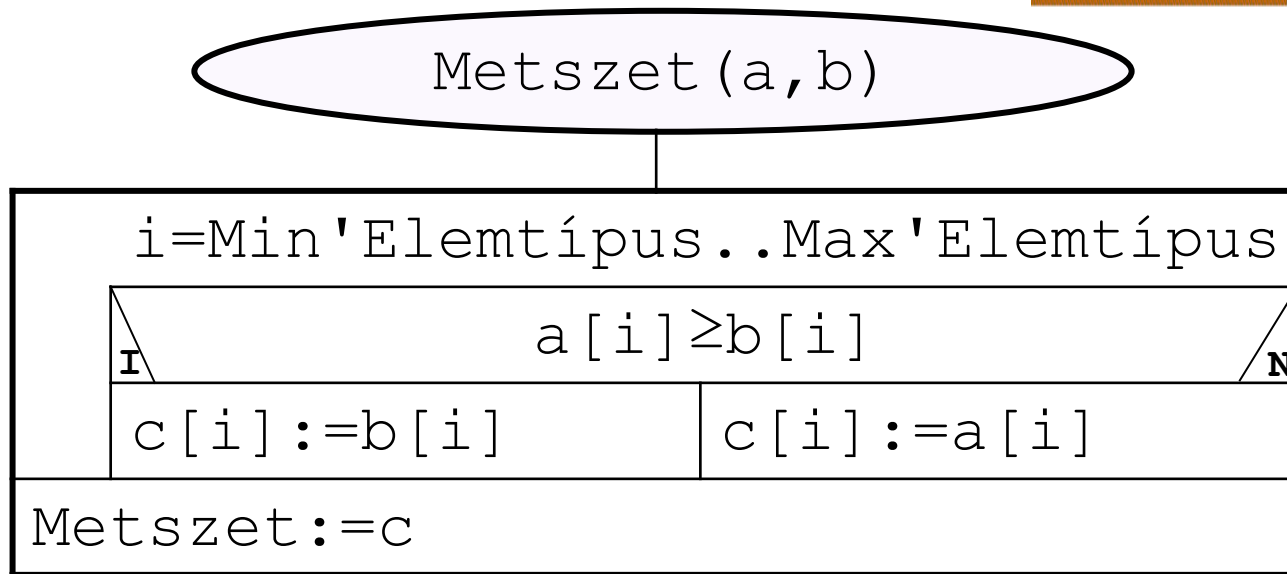 Metszet(a,b)
i=Min'Elemtípus..Max'Elemtípus
a[i]≥b[i]
I N
c[i]:=b[i] c[i]:=a[i]
Metszet:=c